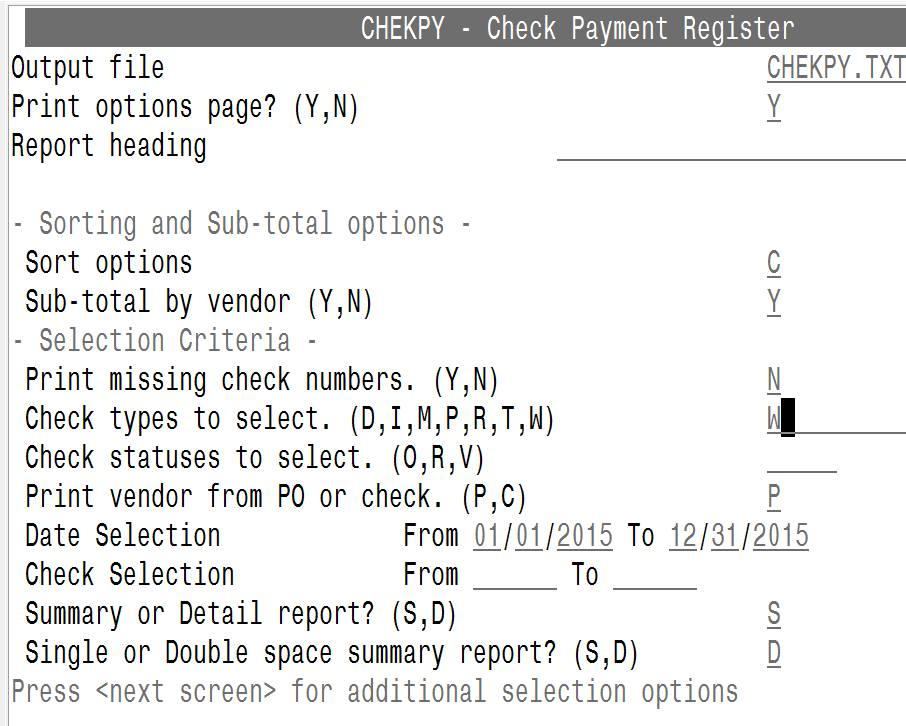 CHEKPY - Check Payment Register
Output file CHEKPY.TXT
Print options page? (Y,N) Y
Report heading
- Sorting and Sub-total options -
Sort options C
Sub-total by vendor (Y,N) Y
- Selection Criteria -
Print missing check numbers. (Y,N) N
Check types to select. (D,I,M,P,R,T,W) W
Check statuses to select. (O,R,V)
Print vendor from PO or check. (P,C) P
Date Selection From 01/01/2015 To 12/31/2015
Check Selection From To
Summary or Detail report? (S,D) S
Single or Double space summary report? (S,D) D
Press <next screen> for additional selection options